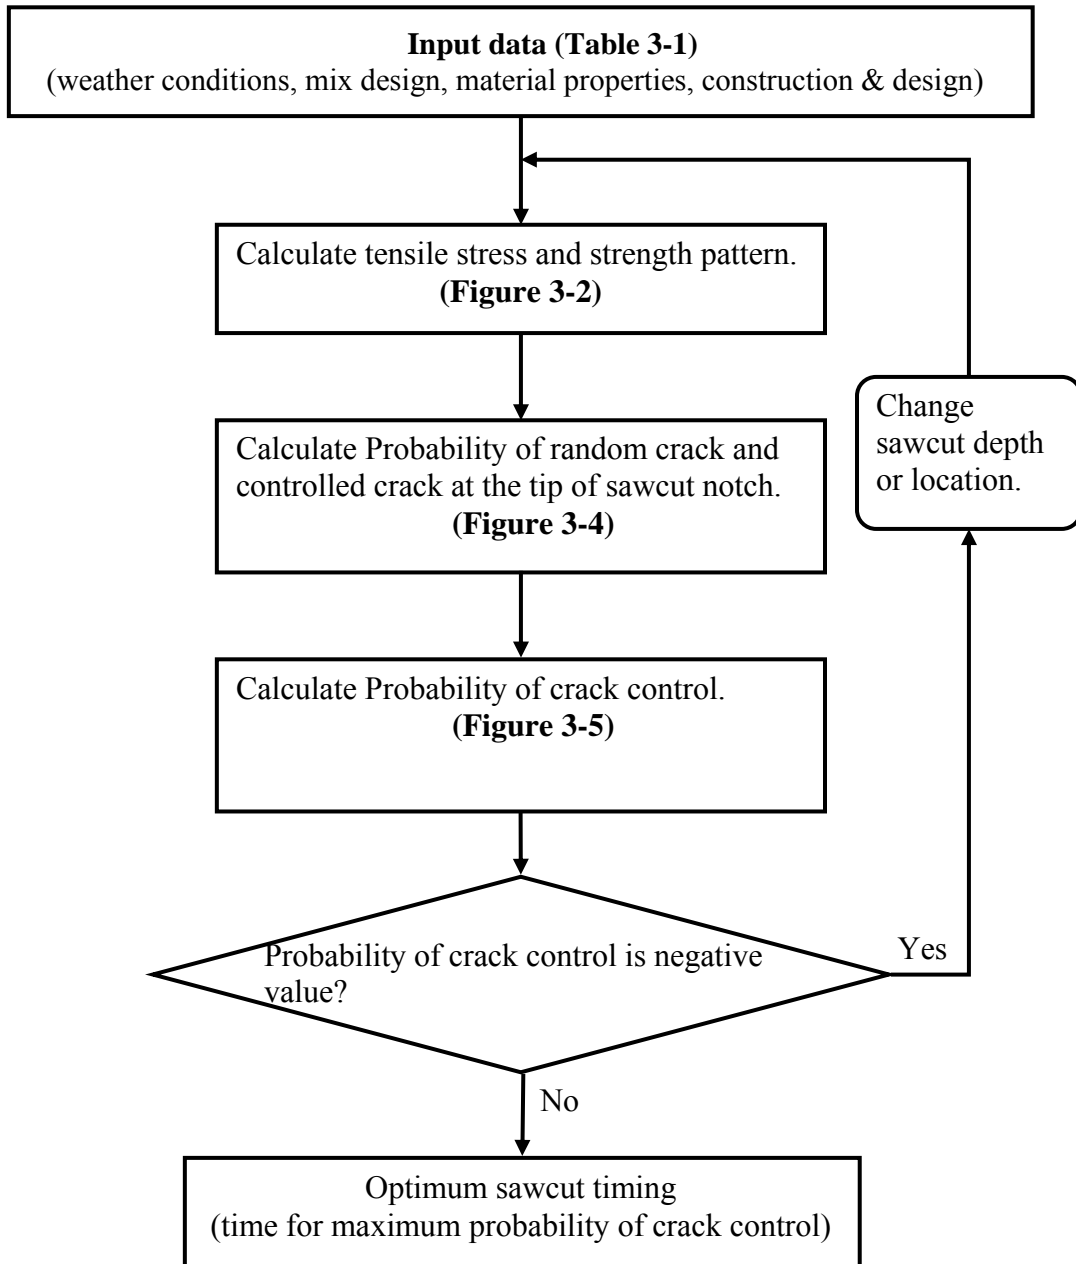 Input data (Table 3-1)
(weather conditions, mix design, material properties, construction & design)
Calculate tensile stress and strength pattern.
(Figure 3-2)
Calculate Probability of random crack and
controlled crack at the tip of sawcut notch.
(Figure 3-4)
Change
sawcut depth
or location.
Calculate Probability of crack control.
(Figure 3-5)
Probability of crack control is negative
value?
Yes
No
Optimum sawcut timing
(time for maximum probability of crack control)